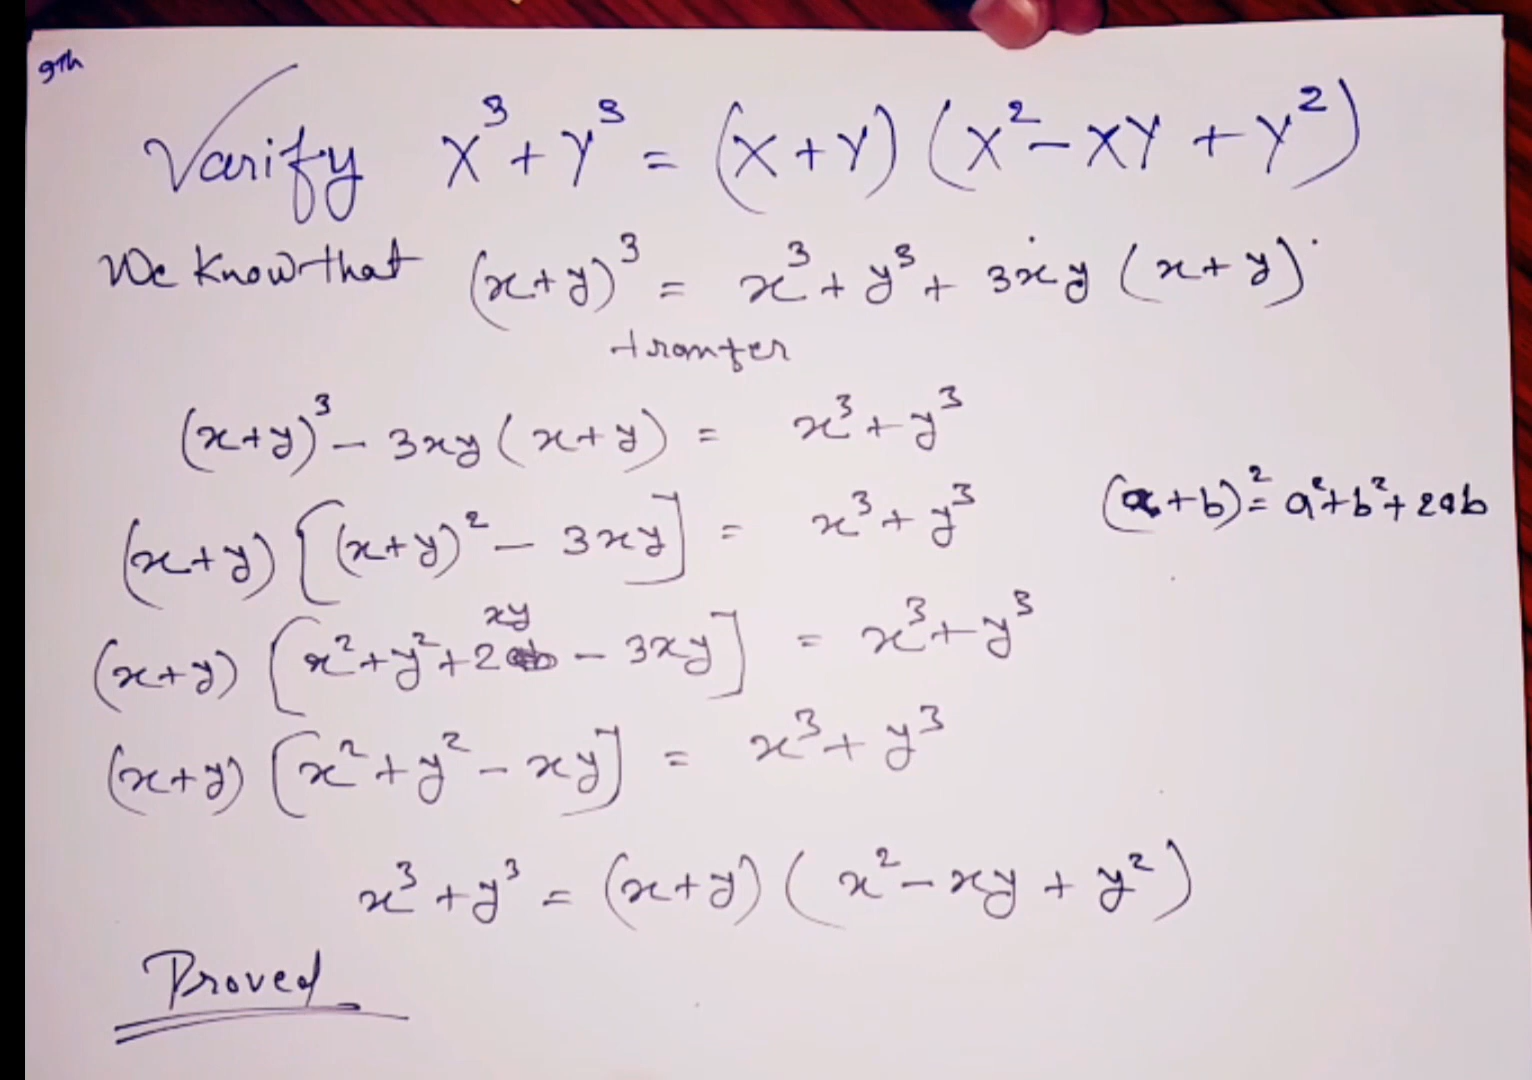 9Th
Varify X³ + Y³ = (X + Y) (X² - XY + Y²)
We Know that (x+y)³ = x³ + y³ + 3xy (x + y)
tranfer
(x+y)³ - 3xy (x+y) = x³ + y³
(x+y) [(x+y)² - 3xy] = x³ + y³
(a+b)² = a² + b² + 2ab
xy
(x+y) [x² + y² + 2 - 3xy] = x³ + y³
(x+y) [x² + y² - xy] = x³ + y³
x³ + y³ = (x+y) (x² - xy + y²)
Proved